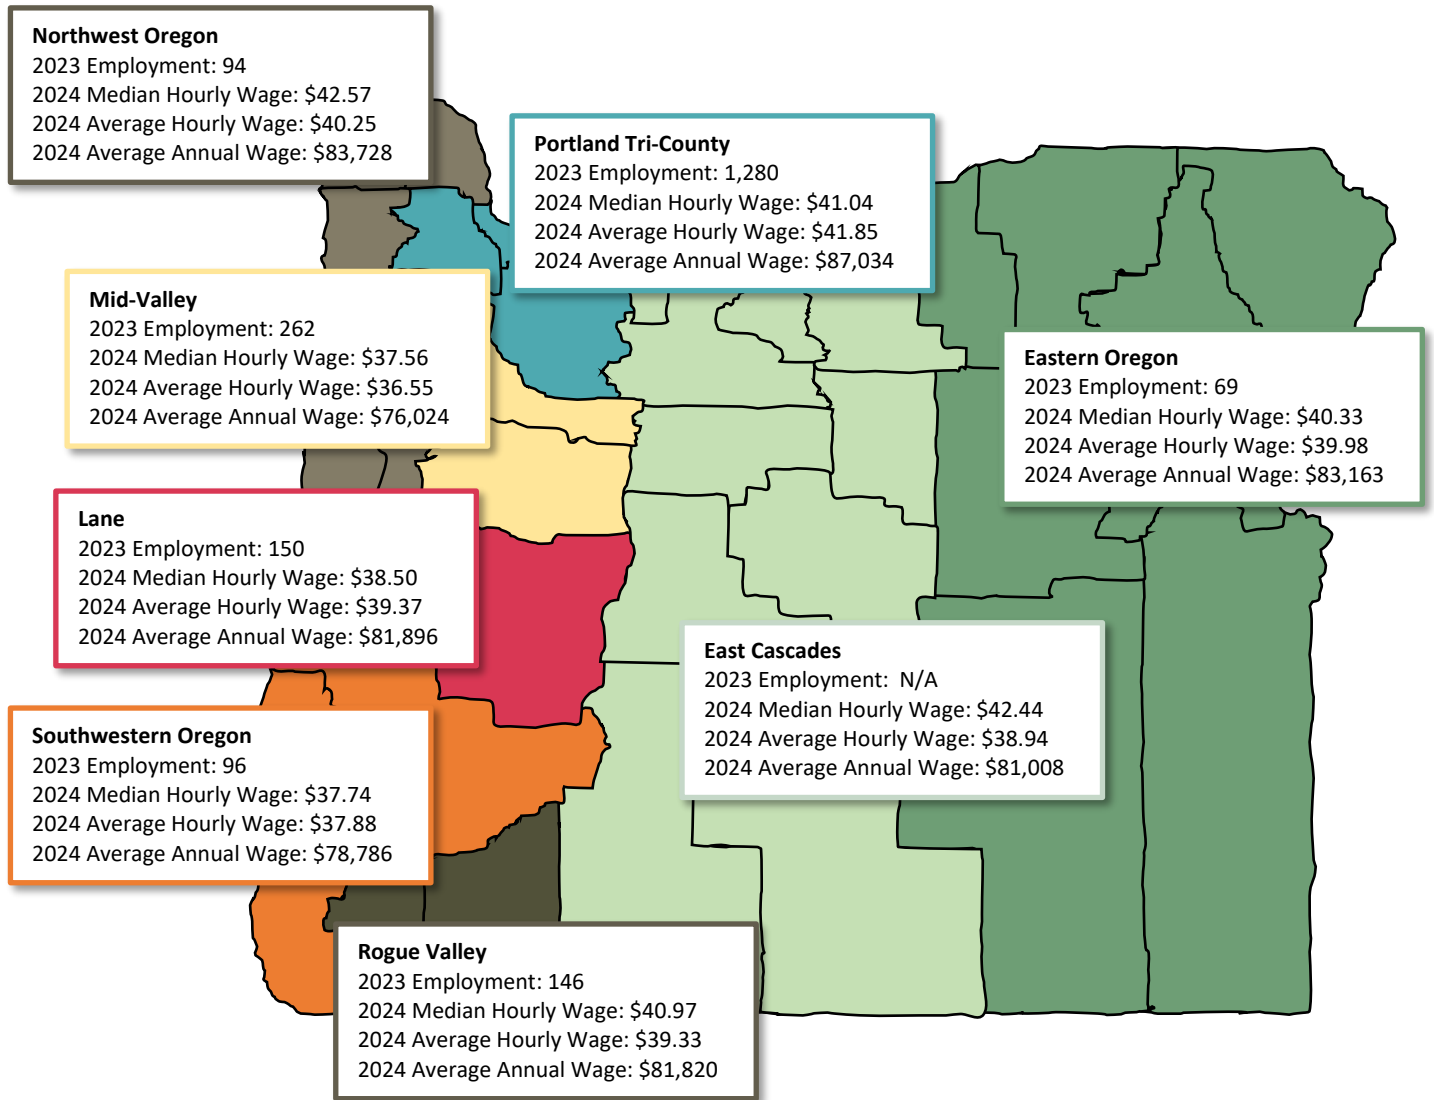 Northwest Oregon
2023 Employment: 94
2024 Median Hourly Wage: $42.57
2024 Average Hourly Wage: $40.25
2024 Average Annual Wage: $83,728
Portland Tri-County
2023 Employment: 1,280
2024 Median Hourly Wage: $41.04
2024 Average Hourly Wage: $41.85
2024 Average Annual Wage: $87,034
Mid-Valley
2023 Employment: 262
2024 Median Hourly Wage: $37.56
2024 Average Hourly Wage: $36.55
2024 Average Annual Wage: $76,024
Eastern Oregon
2023 Employment: 69
2024 Median Hourly Wage: $40.33
2024 Average Hourly Wage: $39.98
2024 Average Annual Wage: $83,163
Lane
2023 Employment: 150
2024 Median Hourly Wage: $38.50
2024 Average Hourly Wage: $39.37
2024 Average Annual Wage: $81,896
East Cascades
2023 Employment:  N/A
2024 Median Hourly Wage: $42.44
2024 Average Hourly Wage: $38.94
2024 Average Annual Wage: $81,008
Southwestern Oregon
2023 Employment: 96
2024 Median Hourly Wage: $37.74
2024 Average Hourly Wage: $37.88
2024 Average Annual Wage: $78,786
Rogue Valley
2023 Employment: 146
2024 Median Hourly Wage: $40.97
2024 Average Hourly Wage: $39.33
2024 Average Annual Wage: $81,820